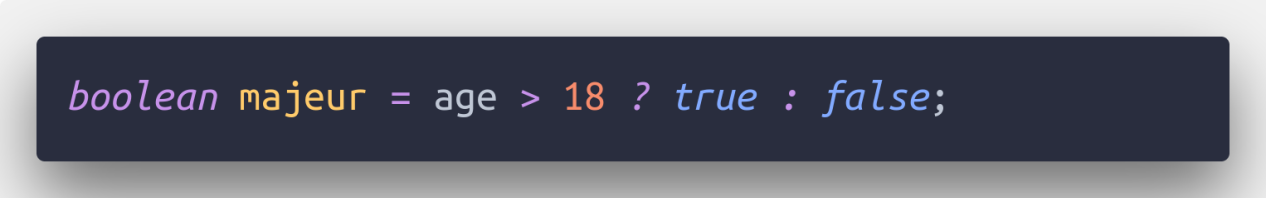 boolean majeur = age > 18 ? true : false;